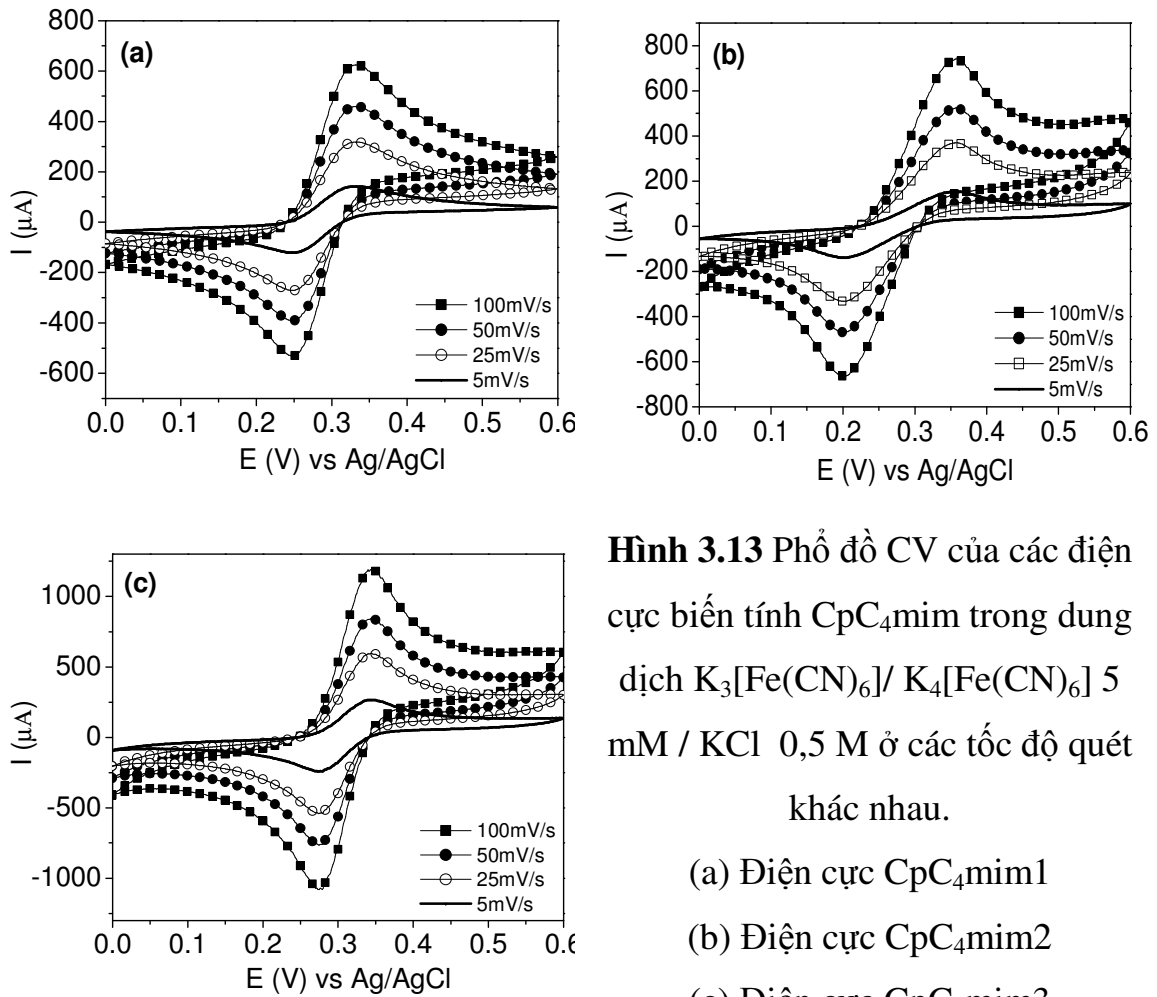 (a)
800
600
400
200
0
-200
-400
-600
I (μA)
100mV/s
50mV/s
25mV/s
5mV/s
0.0 0.1 0.2 0.3 0.4 0.5 0.6
E (V) vs Ag/AgCl
(b)
800
600
400
200
0
-200
-400
-600
-800
I (μA)
100mV/s
50mV/s
25mV/s
5mV/s
0.0 0.1 0.2 0.3 0.4 0.5 0.6
E (V) vs Ag/AgCl
(c)
1000
500
0
-500
-1000
I (μA)
100mV/s
50mV/s
25mV/s
5mV/s
0.0 0.1 0.2 0.3 0.4 0.5 0.6
E (V) vs Ag/AgCl
Hình 3.13 Phổ đồ CV của các điện
cực biến tính CpC₄mim trong dung
dịch K₃[Fe(CN)₆]/ K₄[Fe(CN)₆] 5
mM / KCl 0,5 M ở các tốc độ quét
khác nhau.
(a) Điện cực CpC₄mim1
(b) Điện cực CpC₄mim2
(c) Điện cực CpC₄mim3